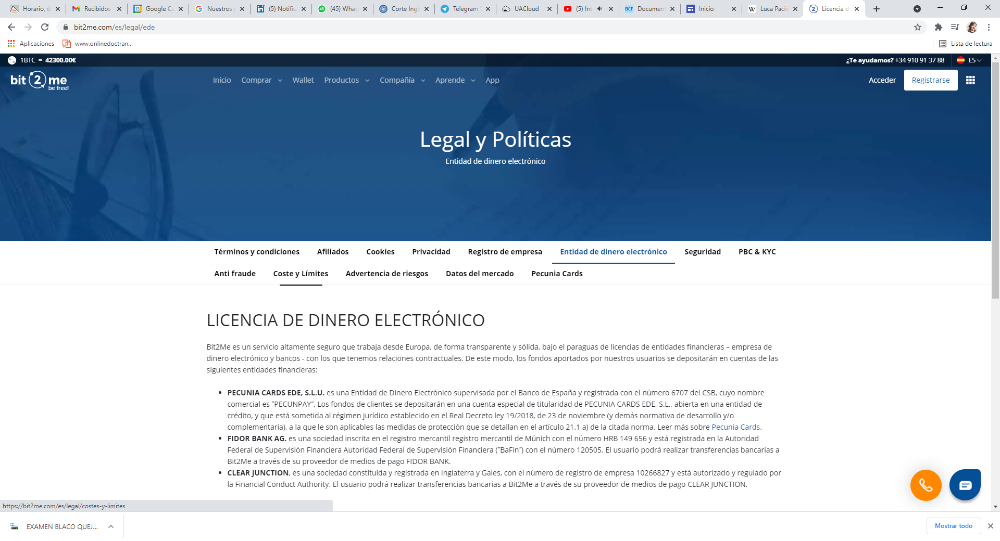 Horario, d
Recibidos
Google Ca
Nuestros
(5) Notific
(45) What
Corte Ingl
Telegram
UACloud
(5) Int
Document
Inicio
Luca Pacio
Licencia d
bit2me.com/es/legal/ede
Aplicaciones
www.onlinedoctran...
Lista de lectura
1BTC = 42300.00€
¿Te ayudamos? +34 910 91 37 88
ES
bit 2 me
be free!
Inicio
Comprar
Wallet
Productos
Compañía
Aprende
App
Acceder
Registrarse
Legal y Políticas
Entidad de dinero electrónico
Términos y condiciones
Afiliados
Cookies
Privacidad
Registro de empresa
Entidad de dinero electrónico
Seguridad
PBC & KYC
Anti fraude
Coste y Límites
Advertencia de riesgos
Datos del mercado
Pecunia Cards
LICENCIA DE DINERO ELECTRÓNICO
Bit2Me es un servicio altamente seguro que trabaja desde Europa, de forma transparente y sólida, bajo el paraguas de licencias de entidades financieras – empresa de
dinero electrónico y bancos - con los que tenemos relaciones contractuales. De este modo, los fondos aportados por nuestros usuarios se depositarán en cuentas de las
siguientes entidades financieras:
• PECUNIA CARDS EDE, S.L.U. es una Entidad de Dinero Electrónico supervisada por el Banco de España y registrada con el número 6707 del CSB, cuyo nombre
comercial es ˝PECUNPAY˝. Los fondos de clientes se depositarán en una cuenta especial de titularidad de PECUNIA CARDS EDE, S.L., abierta en una entidad de
crédito, y que está sometida al régimen jurídico establecido en el Real Decreto ley 19/2018, de 23 de noviembre (y demás normativa de desarrollo y/o
complementaria), a la que le son aplicables las medidas de protección que se detallan en el artículo 21.1 a) de la citada norma. Leer más sobre Pecunia Cards.
• FIDOR BANK AG. es una sociedad inscrita en el registro mercantil registro mercantil de Múnich con el número HRB 149 656 y está registrada en la Autoridad
Federal de Supervisión Financiera Autoridad Federal de Supervisión Financiera (˝BaFin˝) con el número 120505. El usuario podrá realizar transferencias bancarias a
Bit2Me a través de su proveedor de medios de pago FIDOR BANK.
• CLEAR JUNCTION, es una sociedad constituida y registrada en Inglaterra y Gales, con el número de registro de empresa 10266827 y está autorizado y regulado por
la Financial Conduct Authority. El usuario podrá realizar transferencias bancarias a Bit2Me a través de su proveedor de medios de pago CLEAR JUNCTION.
https://bit2me.com/es/legal/costes-y-limites
EXAMEN BLACO QUEJ...
Mostrar todo